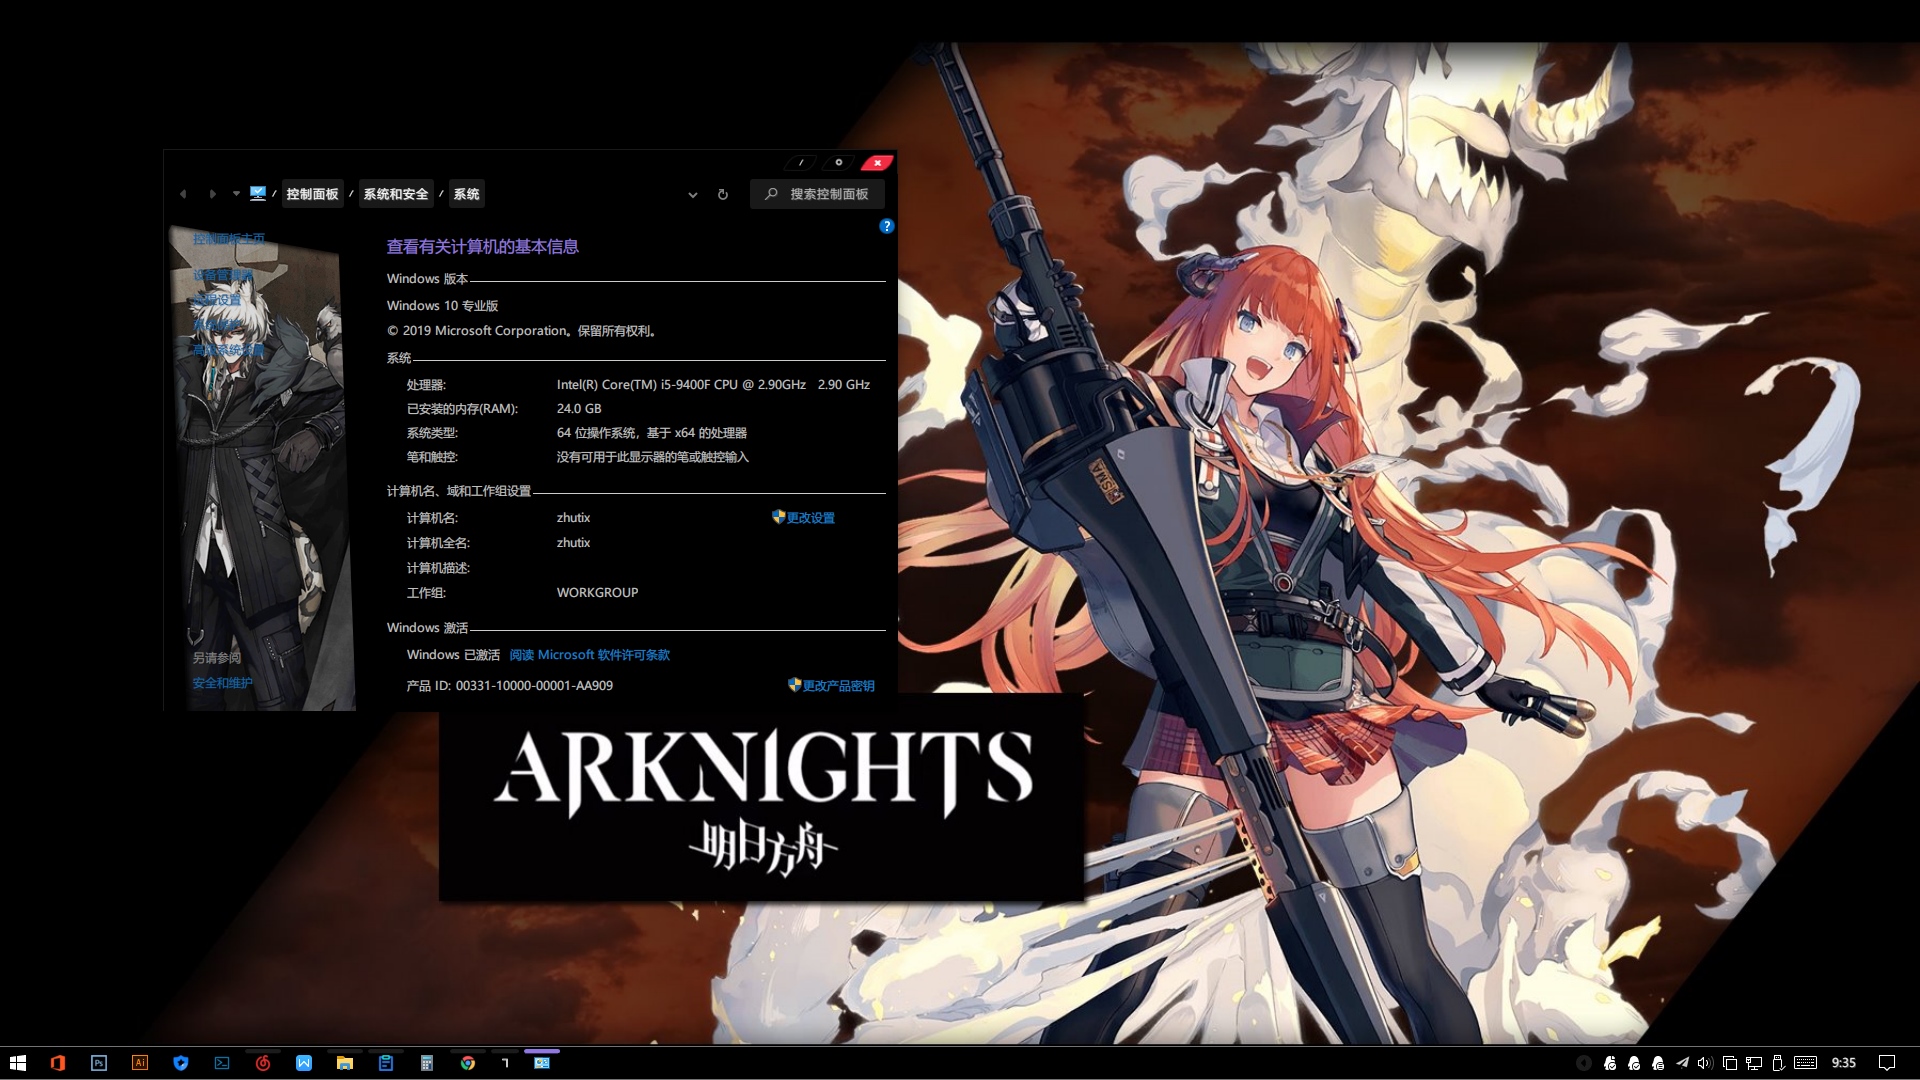 控制面板 / 系统和安全 / 系统
搜索控制面板
控制面板主页
设备管理器
远程设置
高级系统设置
另请参阅
安全和维护
查看有关计算机的基本信息
Windows 版本
Windows 10 专业版
© 2019 Microsoft Corporation。保留所有权利。
系统
处理器: Intel(R) Core(TM) i5-9400F CPU @ 2.90GHz 2.90 GHz
已安装的内存(RAM): 24.0 GB
系统类型: 64 位操作系统，基于 x64 的处理器
笔和触控: 没有可用于此显示器的笔或触控输入
计算机名、域和工作组设置
计算机名: zhutix 更改设置
计算机全名: zhutix
计算机描述:
工作组: WORKGROUP
Windows 激活
Windows 已激活 阅读 Microsoft 软件许可条款
产品 ID: 00331-10000-00001-AA909 更改产品密钥
ARKNIGHTS
明日方舟
Ps
Ai
9:35